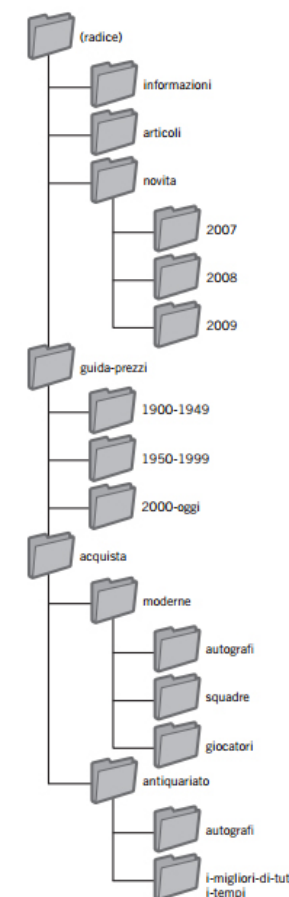 (radice)
informazioni
articoli
novita
2007
2008
2009
guida-prezzi
1900-1949
1950-1999
2000-oggi
acquista
moderne
autografi
squadre
giocatori
antiquariato
autografi
i-migliori-di-tut
i-tempi